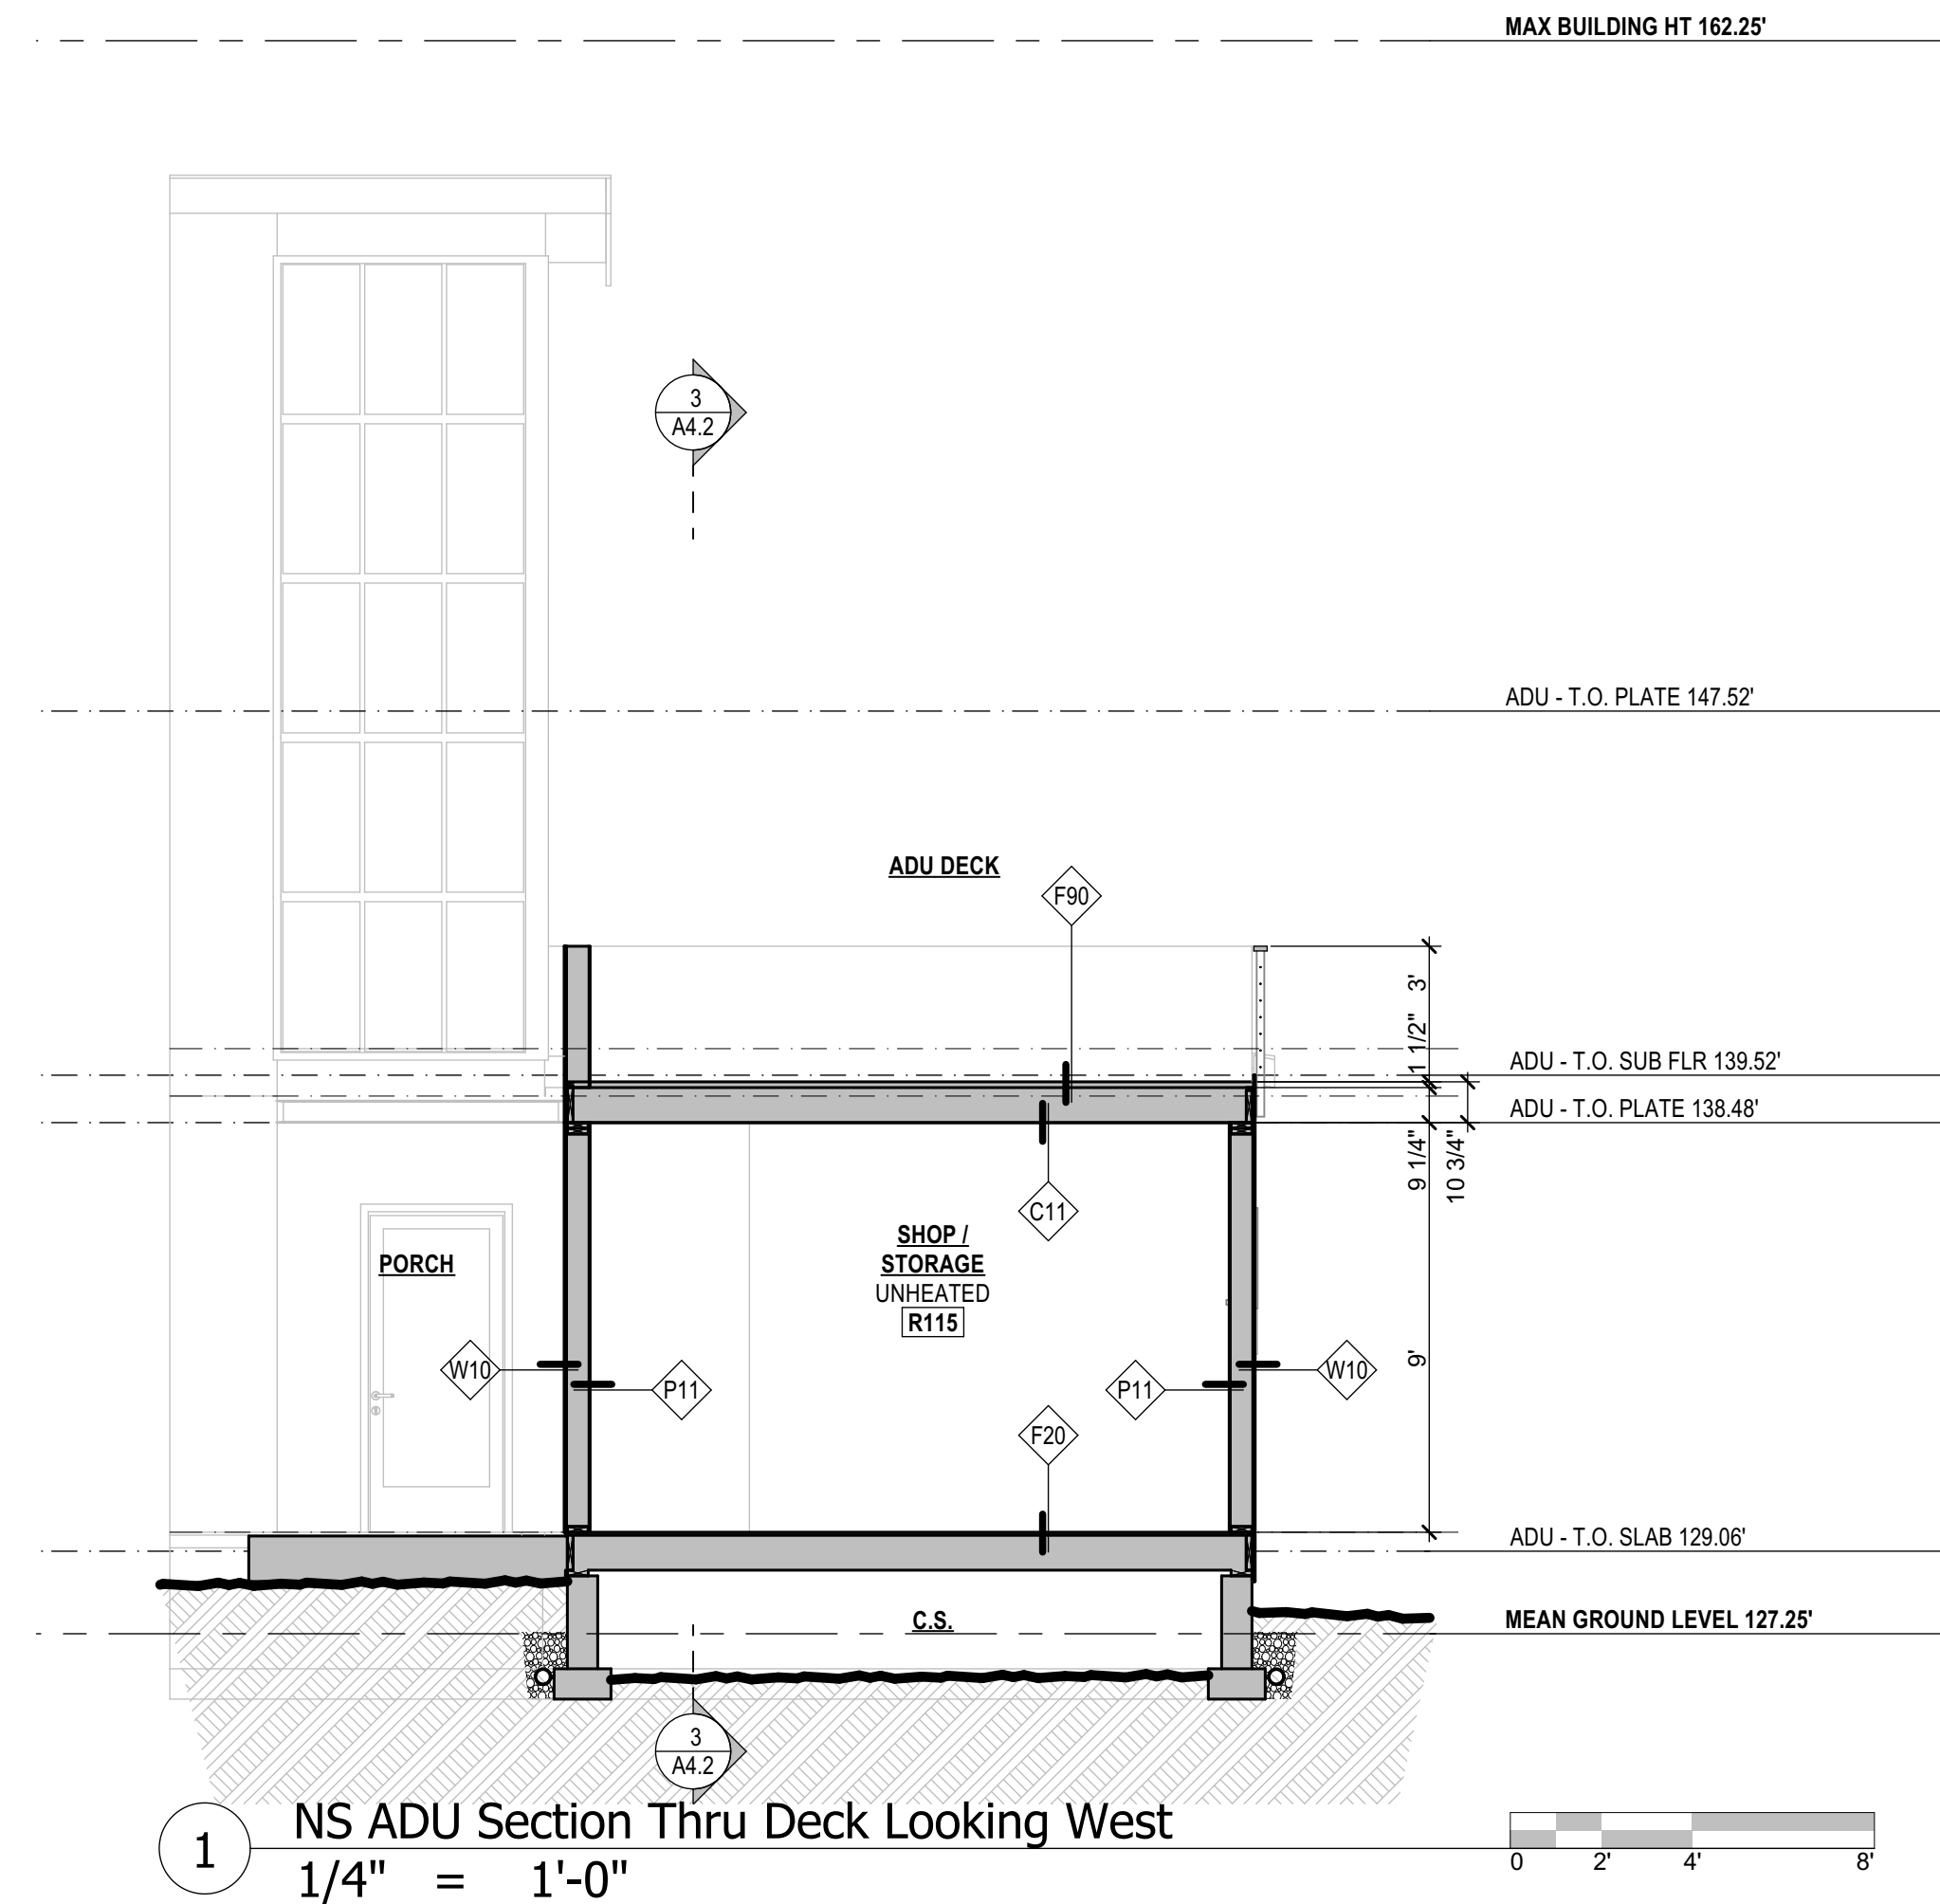 MAX BUILDING HT 162.25'
3
A4.2
ADU - T.O. PLATE 147.52'
ADU DECK
F90
3'
1 1/2"
ADU - T.O. SUB FLR 139.52'
ADU - T.O. PLATE 138.48'
9 1/4"
10 3/4"
C11
SHOP /
STORAGE
UNHEATED
R115
PORCH
9'
W10
P11
P11
W10
F20
ADU - T.O. SLAB 129.06'
C.S.
MEAN GROUND LEVEL 127.25'
3
A4.2
1
NS ADU Section Thru Deck Looking West
1/4" = 1'-0"
0 2' 4' 8'